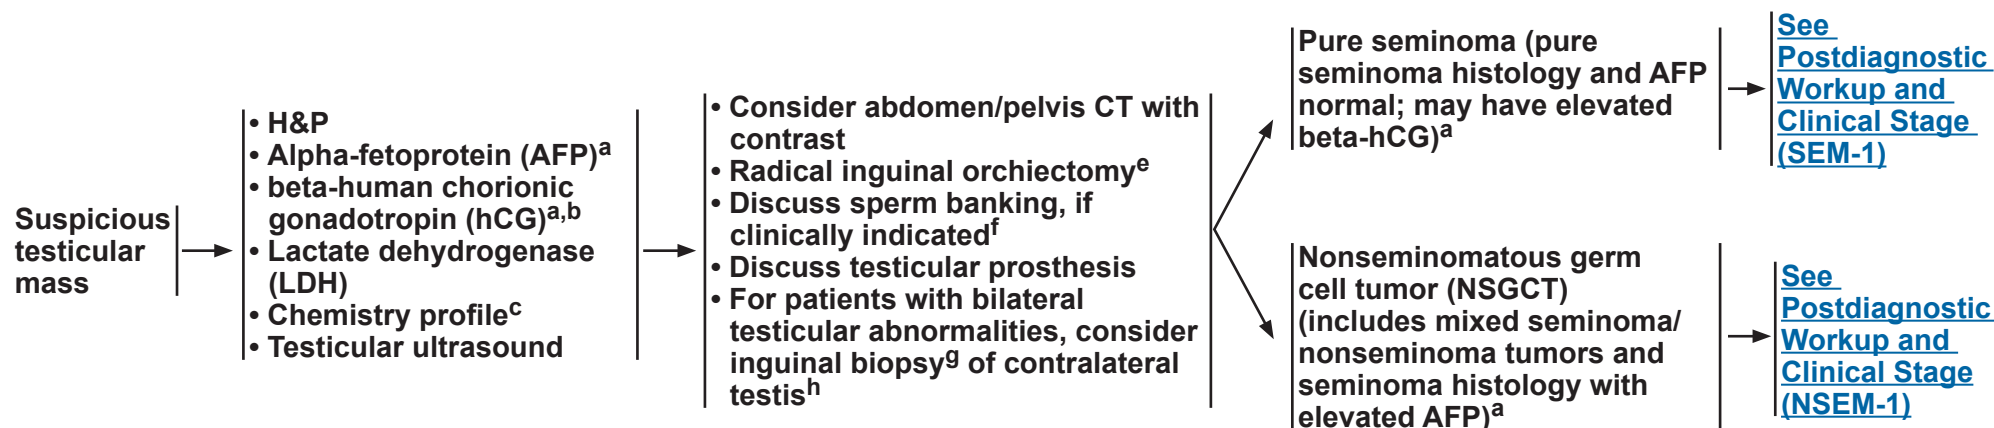 Suspicious
testicular
mass
• H&P
• Alpha-fetoprotein (AFP)a
• beta-human chorionic
gonadotropin (hCG)a,b
• Lactate dehydrogenase
(LDH)
• Chemistry profilec
• Testicular ultrasound
• Consider abdomen/pelvis CT with
contrast
• Radical inguinal orchiectomye
• Discuss sperm banking, if
clinically indicatedf
• Discuss testicular prosthesis
• For patients with bilateral
testicular abnormalities, consider
inguinal biopsyg of contralateral
testish
Pure seminoma (pure
seminoma histology and AFP
normal; may have elevated
beta-hCG)a
See
Postdiagnostic
Workup and
Clinical Stage
(SEM-1)
Nonseminomatous germ
cell tumor (NSGCT)
(includes mixed seminoma/
nonseminoma tumors and
seminoma histology with
elevated AFP)a
See
Postdiagnostic
Workup and
Clinical Stage
(NSEM-1)